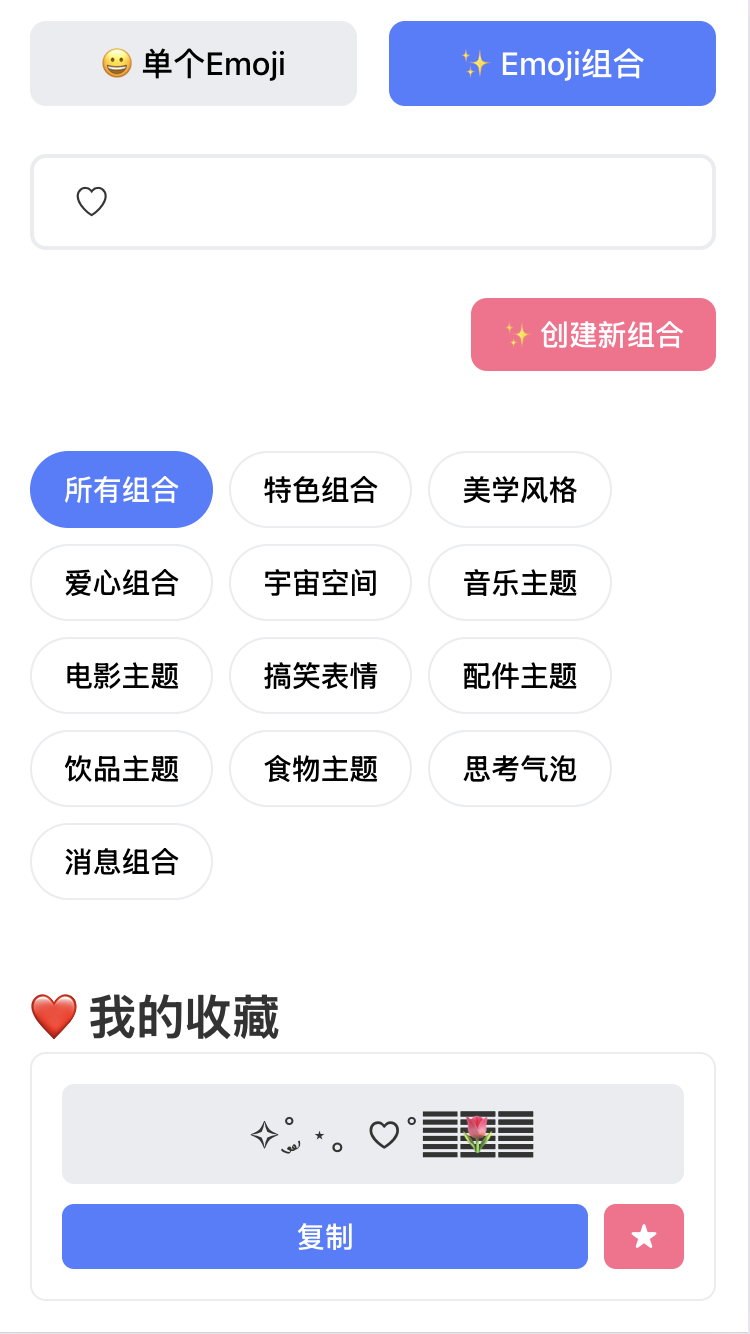 😀 单个Emoji
✨ Emoji组合
♡
✨ 创建新组合
所有组合
特色组合
美学风格
爱心组合
宇宙空间
音乐主题
电影主题
搞笑表情
配件主题
饮品主题
食物主题
思考气泡
消息组合
❤️ 我的收藏
✧˚ ༘ ⋆｡ ♡˚ 𝄜🌷𝄜
复制
★